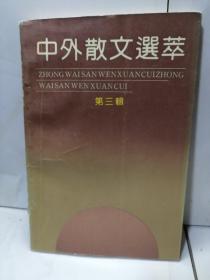 中外散文選萃
ZHONG WAI SAN WEN XUAN CUI ZHONG
WAI SAN WEN XUAN CUI
第三輯